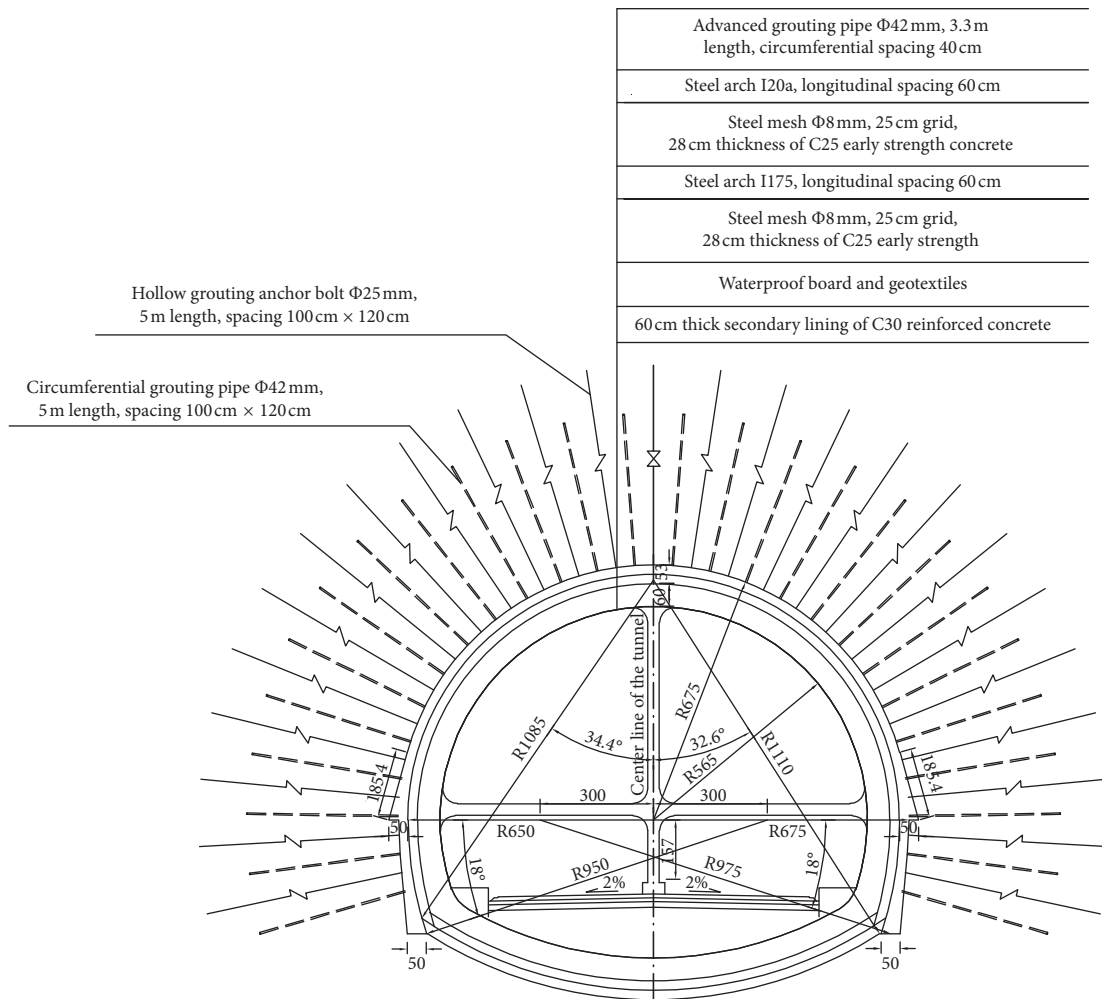 Advanced grouting pipe Φ42 mm, 3.3 m
length, circumferential spacing 40 cm
Steel arch I20a, longitudinal spacing 60 cm
Steel mesh Φ8 mm, 25 cm grid,
28 cm thickness of C25 early strength concrete
Steel arch I175, longitudinal spacing 60 cm
Steel mesh Φ8 mm, 25 cm grid,
28 cm thickness of C25 early strength
Waterproof board and geotextiles
60 cm thick secondary lining of C30 reinforced concrete
Hollow grouting anchor bolt Φ25 mm,
5 m length, spacing 100 cm × 120 cm
Circumferential grouting pipe Φ42 mm,
5 m length, spacing 100 cm × 120 cm
53
60
Center line of the tunnel
R675
R1085
34.4°
32.6°
R1110
R565
185.4
185.4
300
300
50
R650
R675
50
157
18°
R950
R975
18°
2%
2%
50
50